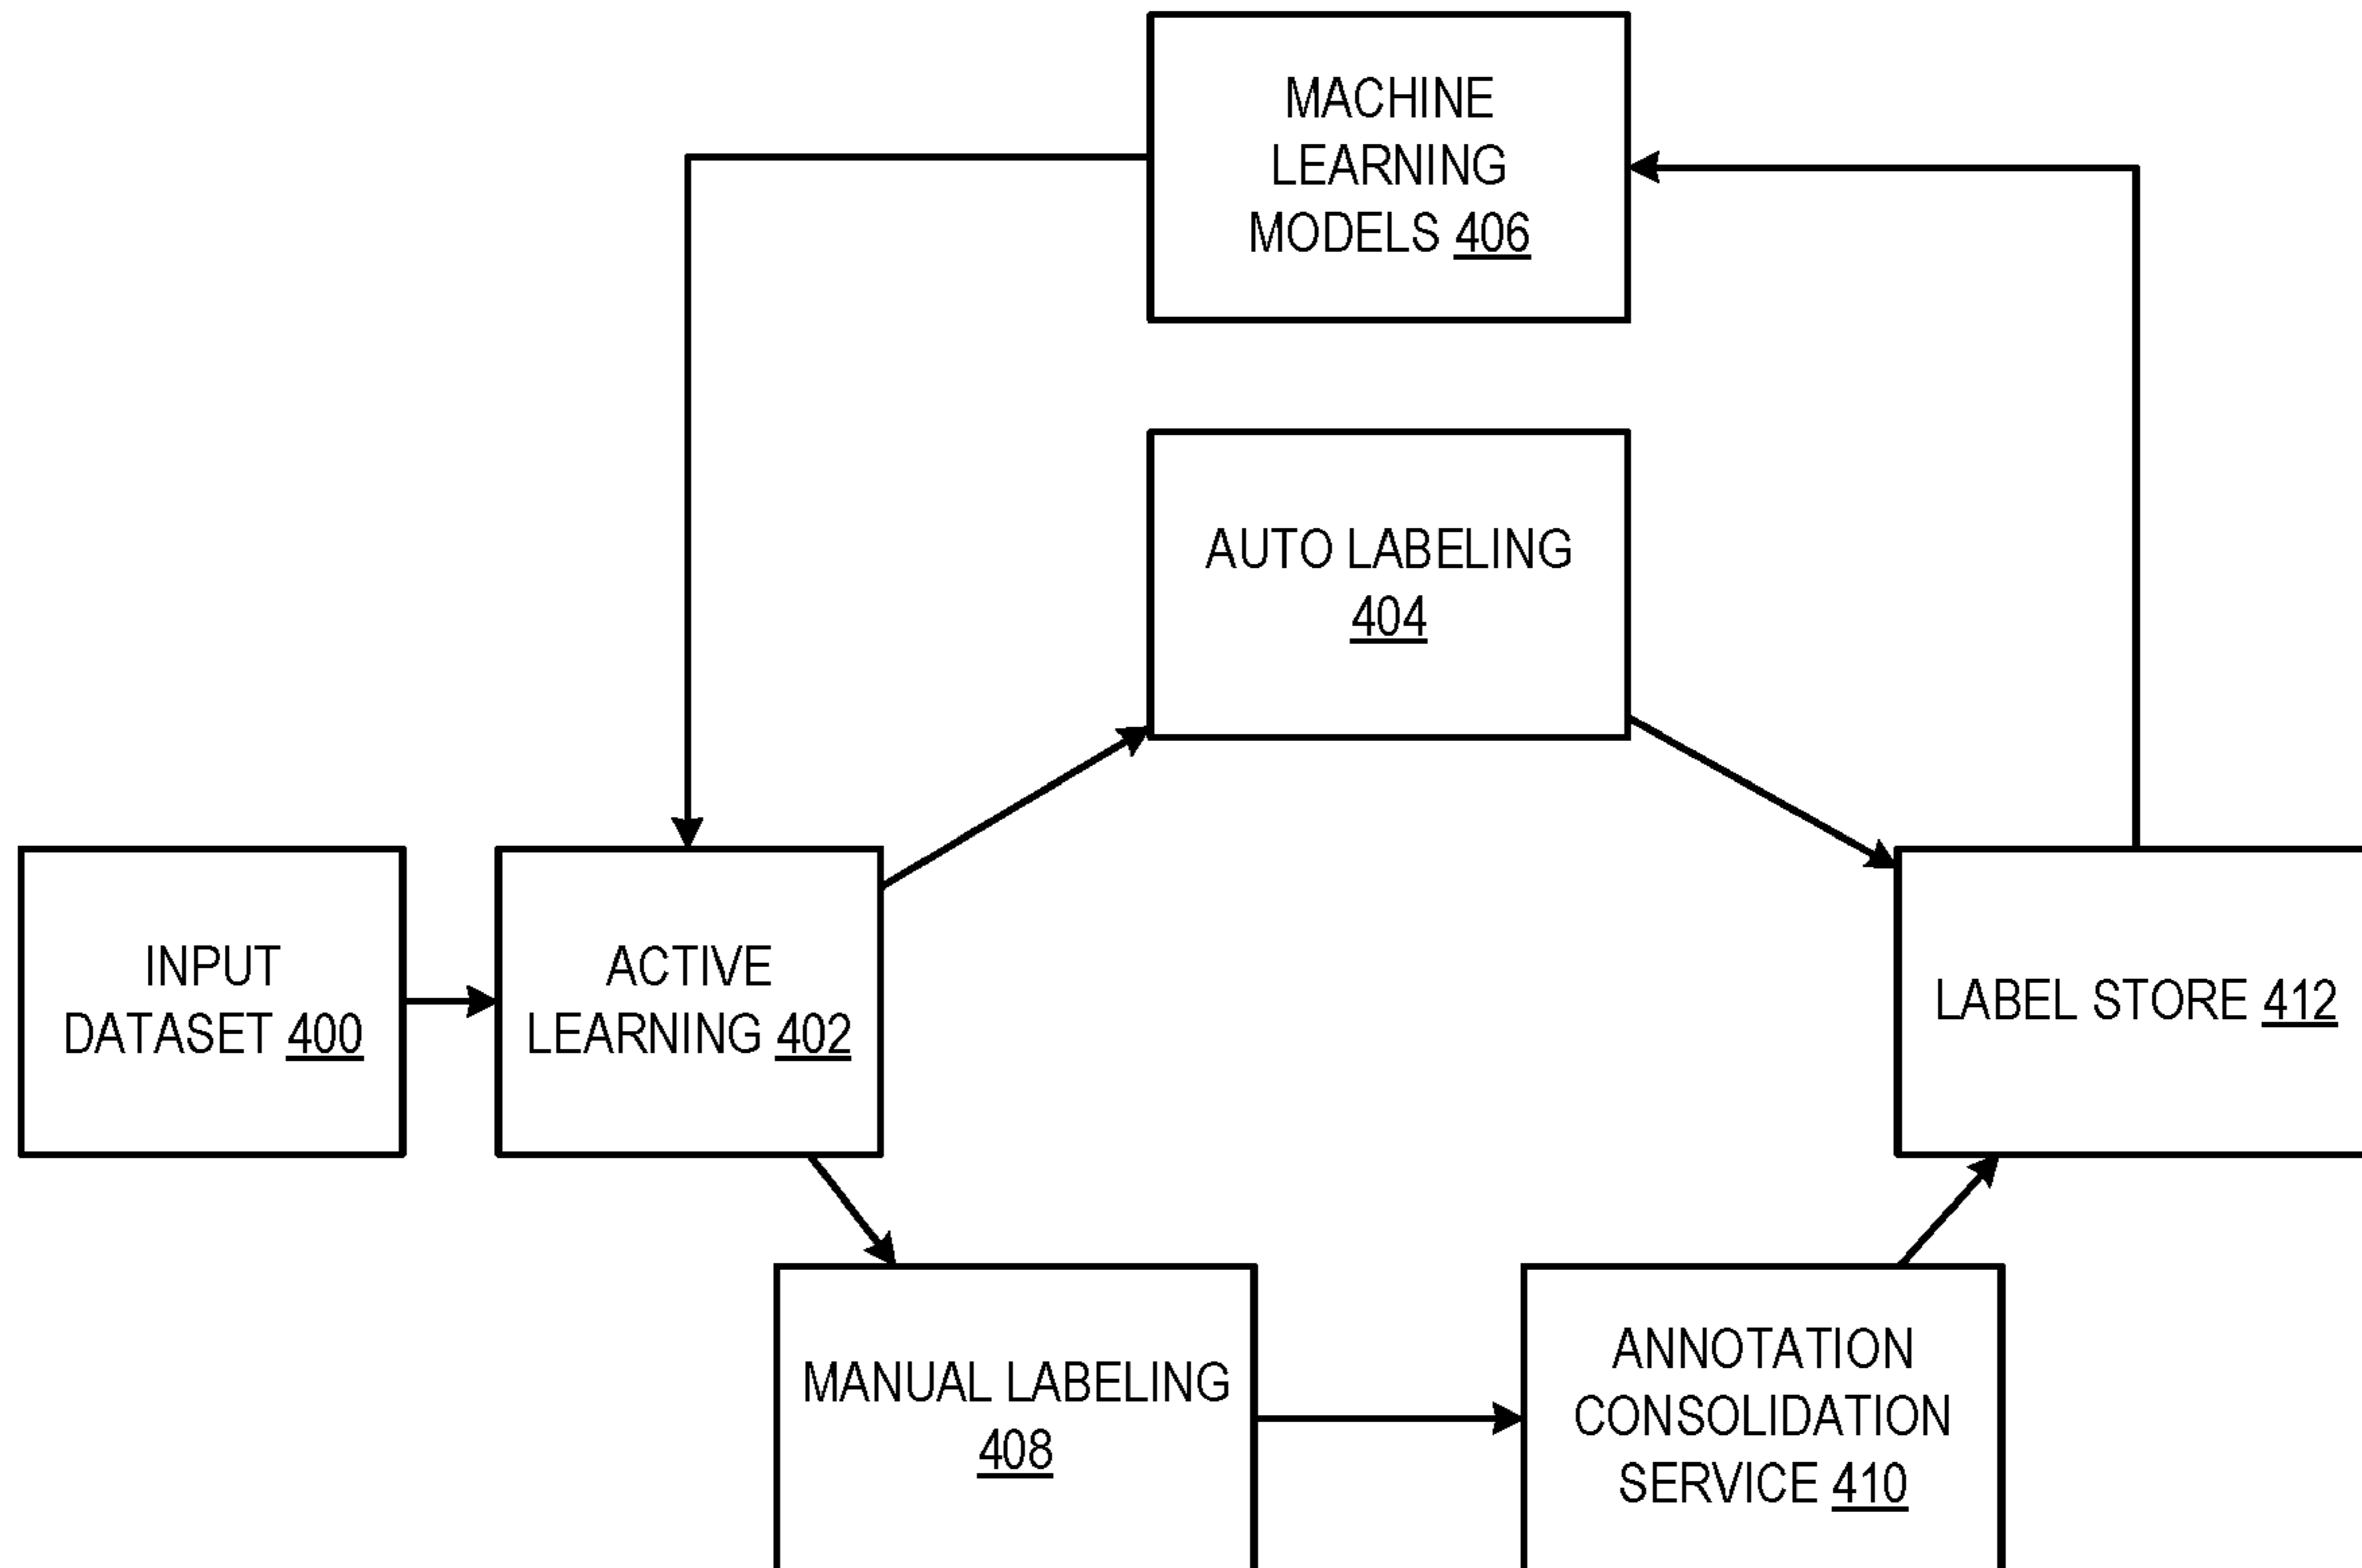 MACHINE
LEARNING
MODELS 406
AUTO LABELING
404
INPUT
DATASET 400
ACTIVE
LEARNING 402
LABEL STORE 412
MANUAL LABELING
408
ANNOTATION
CONSOLIDATION
SERVICE 410